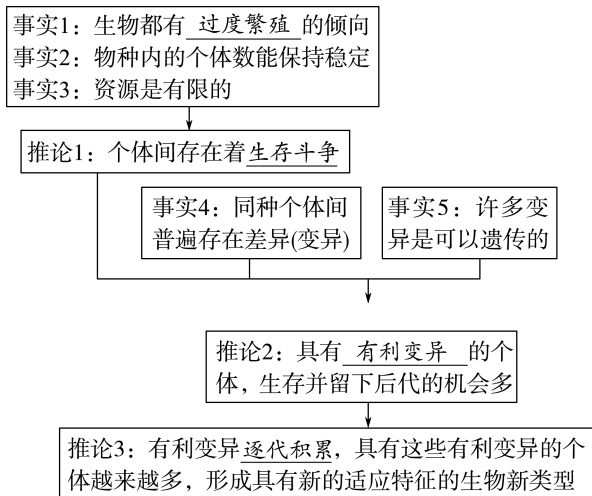 事实1：生物都有 过度繁殖 的倾向
事实2：物种内的个体数能保持稳定
事实3：资源是有限的
推论1：个体间存在着生存斗争
事实4：同种个体间
普遍存在差异(变异)
事实5：许多变
异是可以遗传的
推论2：具有 有利变异 的个
体，生存并留下后代的机会多
推论3：有利变异逐代积累，具有这些有利变异的个
体越来越多，形成具有新的适应特征的生物新类型